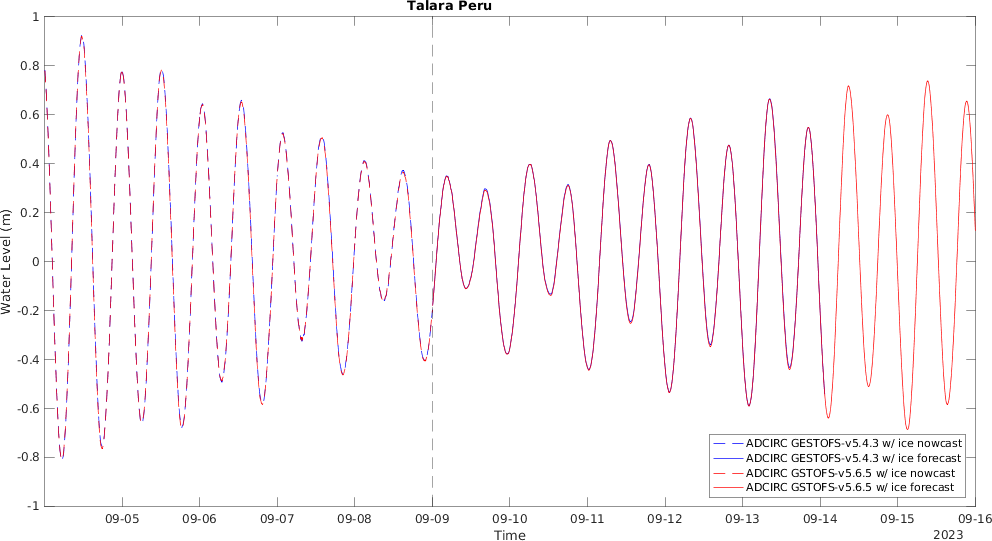 Talara Peru
1
0.8
0.6
0.4
0.2
0
-0.2
-0.4
-0.6
-0.8
-1
Water Level (m)
ADCIRC GESTOFS-v5.4.3 w/ ice nowcast
ADCIRC GESTOFS-v5.4.3 w/ ice forecast
ADCIRC GSTOFS-v5.6.5 w/ ice nowcast
ADCIRC GSTOFS-v5.6.5 w/ ice forecast
09-05 09-06 09-07 09-08 09-09 09-10 09-11 09-12 09-13 09-14 09-15 09-16
Time
2023